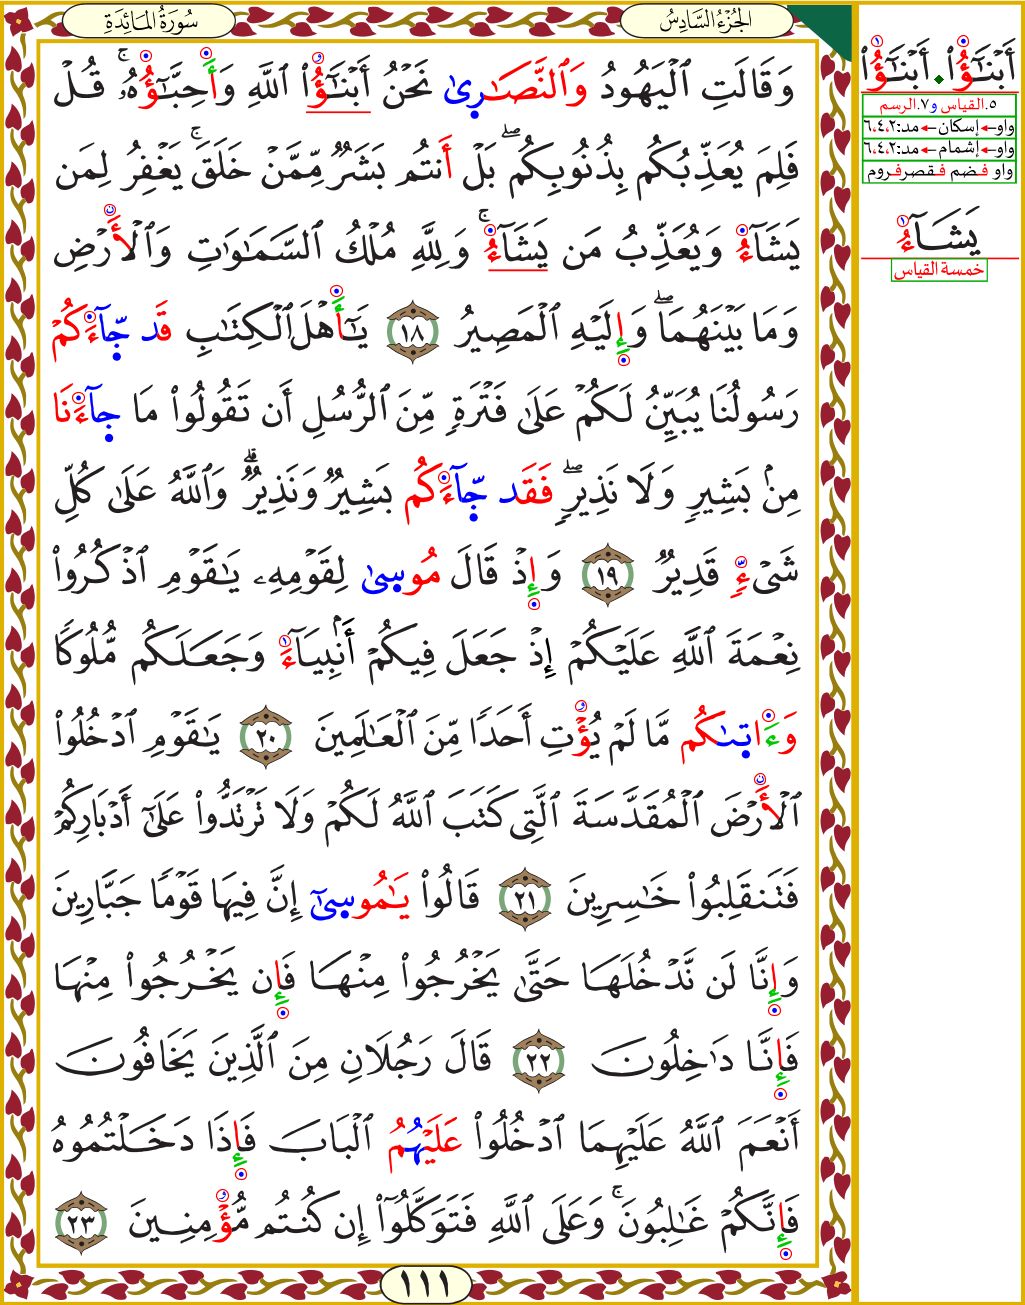 الجُزْءُ السَّادِسُ
سُورَةُ المَائِدَةِ
وَقَالَتِ ٱلْيَهُودُ وَٱلنَّصَٰرِىٰ نَحْنُ أَبْنَٰٓؤُا۟ ٱللَّهِ وَأَحِبَّٰٓؤُهُۥ ۚ قُلْ
فَلِمَ يُعَذِّبُكُم بِذُنُوبِكُم ۖ بَلْ أَنتُم بَشَرٌ مِّمَّنْ خَلَقَ ۚ يَغْفِرُ لِمَن
يَشَآءُ وَيُعَذِّبُ مَن يَشَآءُ ۚ وَلِلَّهِ مُلْكُ ٱلسَّمَٰوَٰتِ وَٱلْأَرْضِ
وَمَا بَيْنَهُمَا ۖ وَإِلَيْهِ ٱلْمَصِيرُ ١٨ يَٰٓأَهْلَ ٱلْكِتَٰبِ قَد جِّآءَكُمْ
رَسُولُنَا يُبَيِّنُ لَكُمْ عَلَىٰ فَتْرَةٍ مِّنَ ٱلرُّسُلِ أَن تَقُولُوا۟ مَا جِآءَنَا
مِنۢ بَشِيرٍ وَلَا نَذِيرٍ ۖ فَقَد جِّآءَكُم بَشِيرٌ وَنَذِيرٌ ۗ وَٱللَّهُ عَلَىٰ كُلِّ
شَىْءٍ قَدِيرٌ ١٩ وَإِذْ قَالَ مُوسِىٰ لِقَوْمِهِۦ يَٰقَوْمِ ٱذْكُرُوا۟
نِعْمَةَ ٱللَّهِ عَلَيْكُمْ إِذْ جَعَلَ فِيكُمْ أَنۢبِيَآءَ وَجَعَلَكُم مُّلُوكًا
وَءَاتِىٰكُم مَّا لَمْ يُؤْتِ أَحَدًا مِّنَ ٱلْعَٰلَمِينَ ٢٠ يَٰقَوْمِ ٱدْخُلُوا۟
ٱلْأَرْضَ ٱلْمُقَدَّسَةَ ٱلَّتِى كَتَبَ ٱللَّهُ لَكُمْ وَلَا تَرْتَدُّوا۟ عَلَىٰٓ أَدْبَارِكُمْ
فَتَنقَلِبُوا۟ خَٰسِرِينَ ٢١ قَالُوا۟ يَٰمُوسِىٰٓ إِنَّ فِيهَا قَوْمًا جَبَّارِينَ
وَإِنَّا لَن نَّدْخُلَهَا حَتَّىٰ يَخْرُجُوا۟ مِنْهَا فَإِن يَخْرُجُوا۟ مِنْهَا
فَإِنَّا دَٰخِلُونَ ٢٢ قَالَ رَجُلَانِ مِنَ ٱلَّذِينَ يَخَافُونَ
أَنْعَمَ ٱللَّهُ عَلَيْهِمَا ٱدْخُلُوا۟ عَلَيْهُمُ ٱلْبَابَ فَإِذَا دَخَلْتُمُوهُ
فَإِنَّكُمْ غَٰلِبُونَ ۚ وَعَلَى ٱللَّهِ فَتَوَكَّلُوٓا۟ إِن كُنتُم مُّؤْمِنِينَ ٢٣
١١١
أَبْنَٰٓؤُا۟ ٠ أَبْنَٰٓؤُا۟
٥.القياس و٧.الرسم
واو←إسكان←مد:٦،٤،٢
واو←إشمام←مد:٦،٤،٢
واو فضم فقصرفروم
يَشَآءُ
خمسة القياس